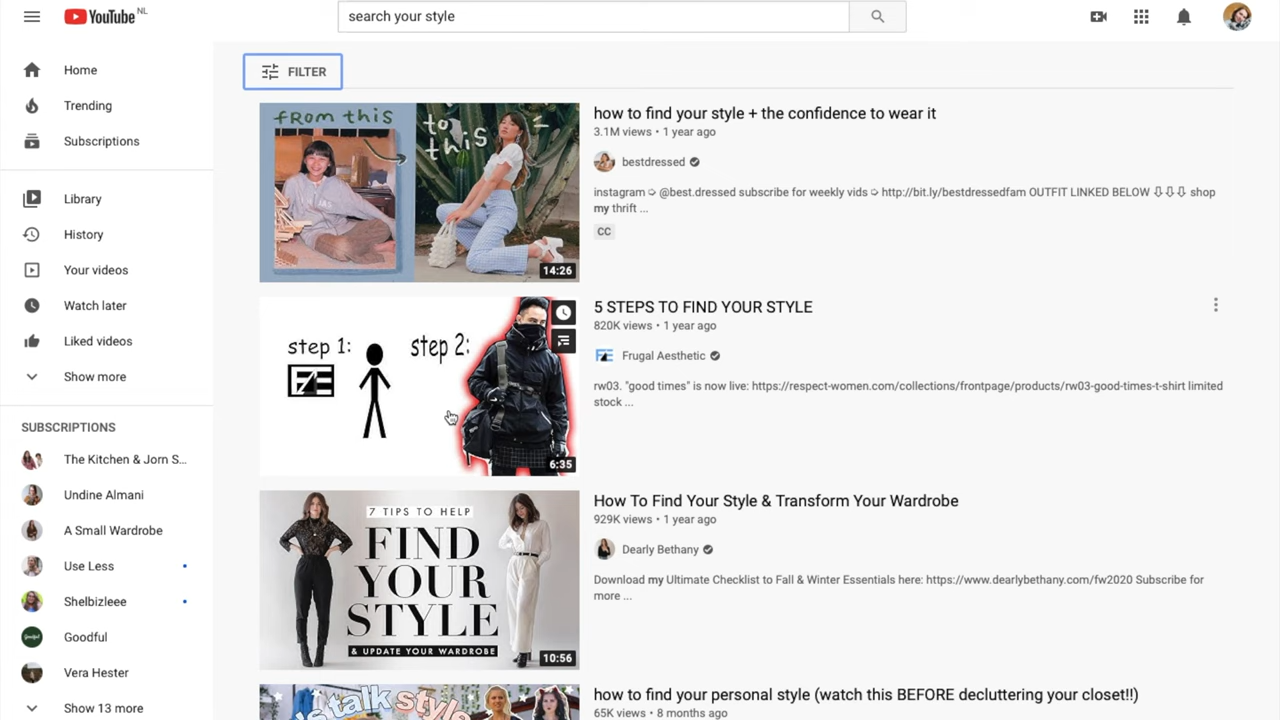 YouTube NL
search your style
Home
Trending
Subscriptions
Library
History
Your videos
Watch later
Liked videos
Show more
SUBSCRIPTIONS
The Kitchen & Jorn S...
Undine Almani
A Small Wardrobe
Use Less
Shelbizleee
Goodful
Vera Hester
Show 13 more
FILTER
FROM this
to this
14:26
how to find your style + the confidence to wear it
3.1M views • 1 year ago
bestdressed
instagram ➭ @best.dressed subscribe for weekly vids ➭ http://bit.ly/bestdressedfam OUTFIT LINKED BELOW ⇩⇩⇩ shop
my thrift ...
CC
step 1:
step 2:
6:35
5 STEPS TO FIND YOUR STYLE
820K views • 1 year ago
Frugal Aesthetic
rw03. "good times" is now live: https://respect-women.com/collections/frontpage/products/rw03-good-times-t-shirt limited
stock ...
7 TIPS TO HELP
FIND
YOUR
STYLE
& UPDATE YOUR WARDROBE
10:56
How To Find Your Style & Transform Your Wardrobe
929K views • 1 year ago
Dearly Bethany
Download my Ultimate Checklist to Fall & Winter Essentials here: https://www.dearlybethany.com/fw2020 Subscribe for
more ...
talk style
how to find your personal style (watch this BEFORE decluttering your closet!!)
65K views • 8 months ago